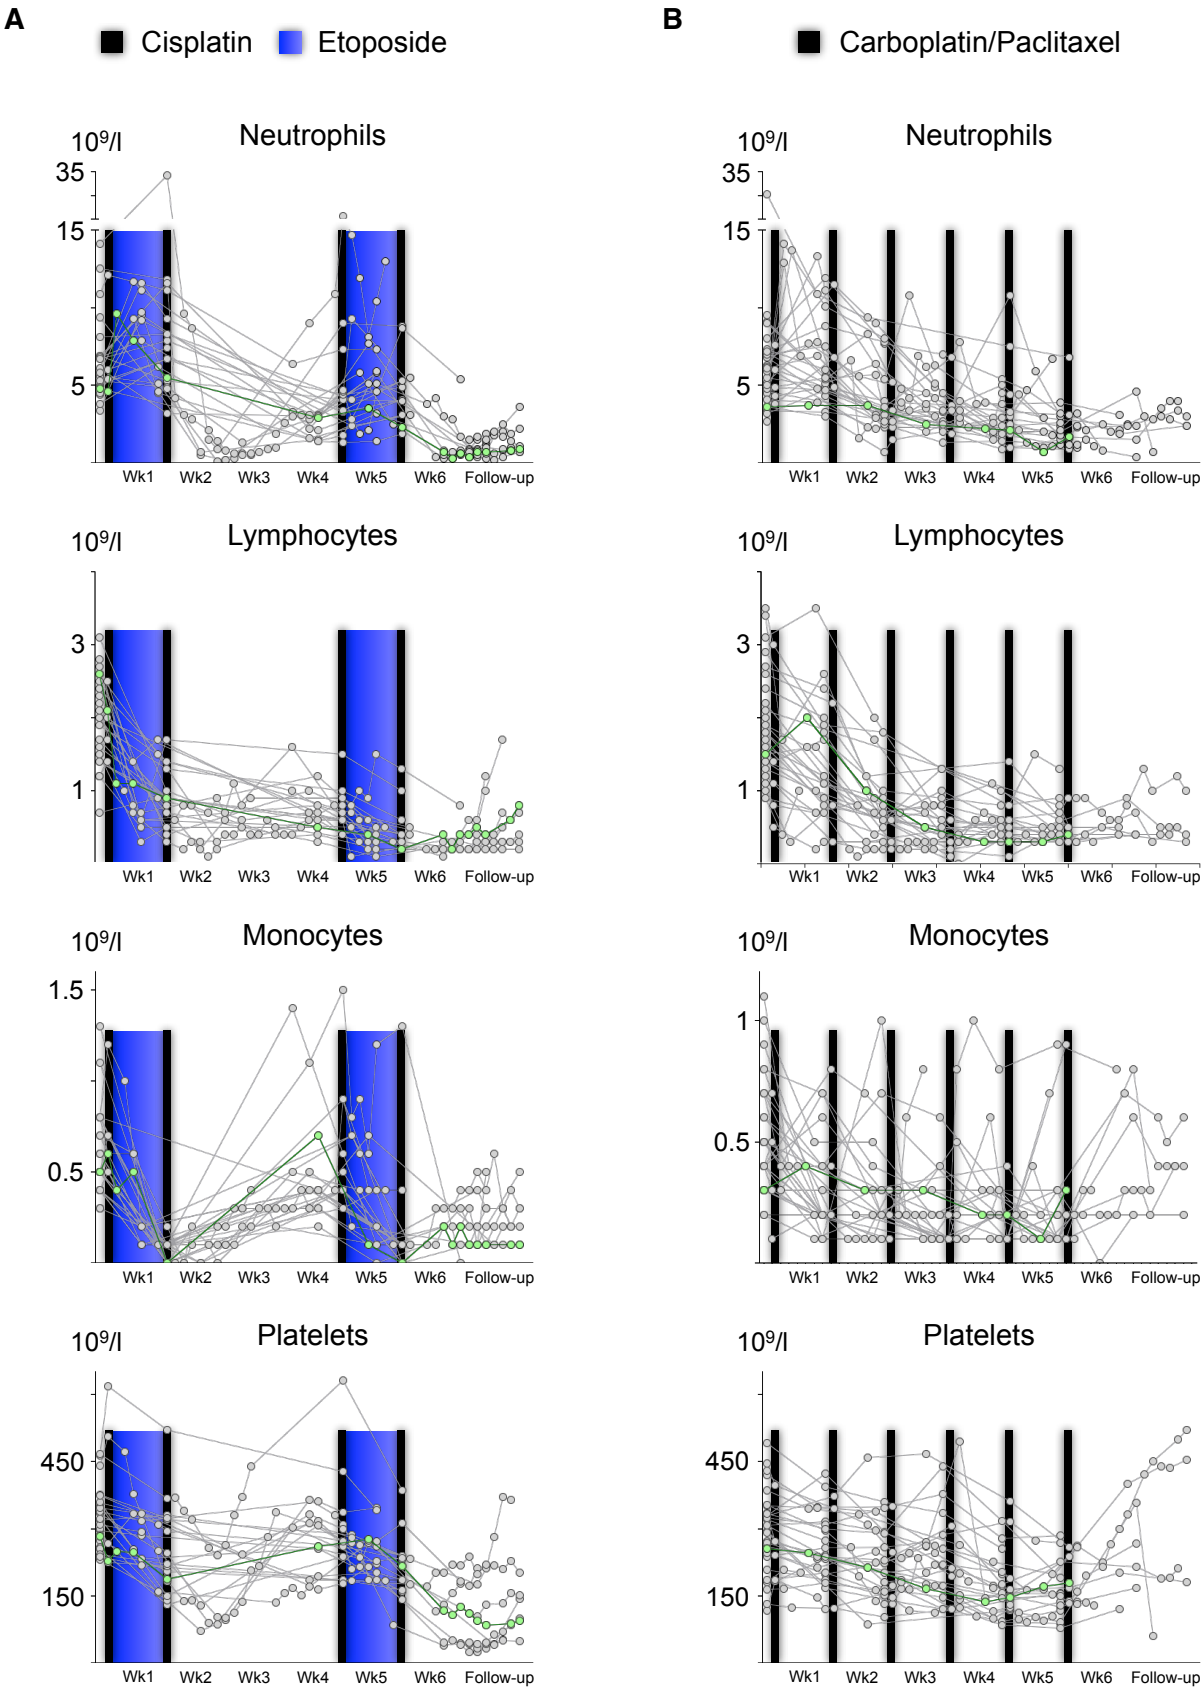 A
Cisplatin Etoposide
Neutrophils
10⁹/l
35
15
5
Wk1 Wk2 Wk3 Wk4 Wk5 Wk6 Follow-up
Lymphocytes
10⁹/l
3
1
Wk1 Wk2 Wk3 Wk4 Wk5 Wk6 Follow-up
Monocytes
10⁹/l
1.5
0.5
Wk1 Wk2 Wk3 Wk4 Wk5 Wk6 Follow-up
Platelets
10⁹/l
450
150
Wk1 Wk2 Wk3 Wk4 Wk5 Wk6 Follow-up
B
Carboplatin/Paclitaxel
Neutrophils
10⁹/l
35
15
5
Wk1 Wk2 Wk3 Wk4 Wk5 Wk6 Follow-up
Lymphocytes
10⁹/l
3
1
Wk1 Wk2 Wk3 Wk4 Wk5 Wk6 Follow-up
Monocytes
10⁹/l
1
0.5
Wk1 Wk2 Wk3 Wk4 Wk5 Wk6 Follow-up
Platelets
10⁹/l
450
150
Wk1 Wk2 Wk3 Wk4 Wk5 Wk6 Follow-up